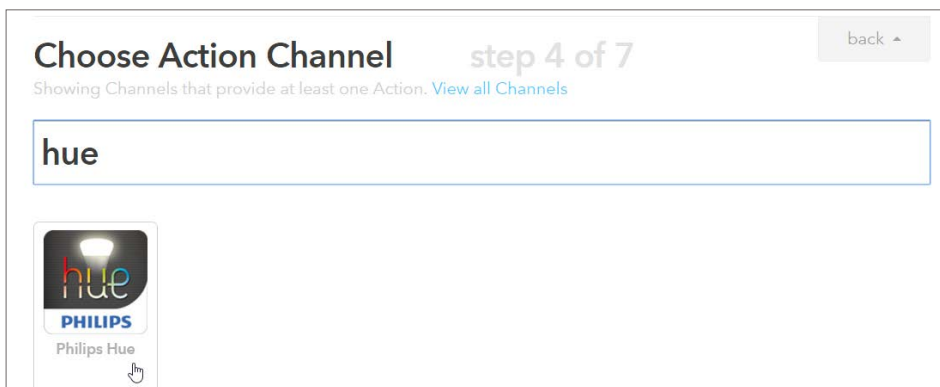 back
Choose Action Channel step 4 of 7
Showing Channels that provide at least one Action. View all Channels
hue
hue
PHILIPS
Philips Hue